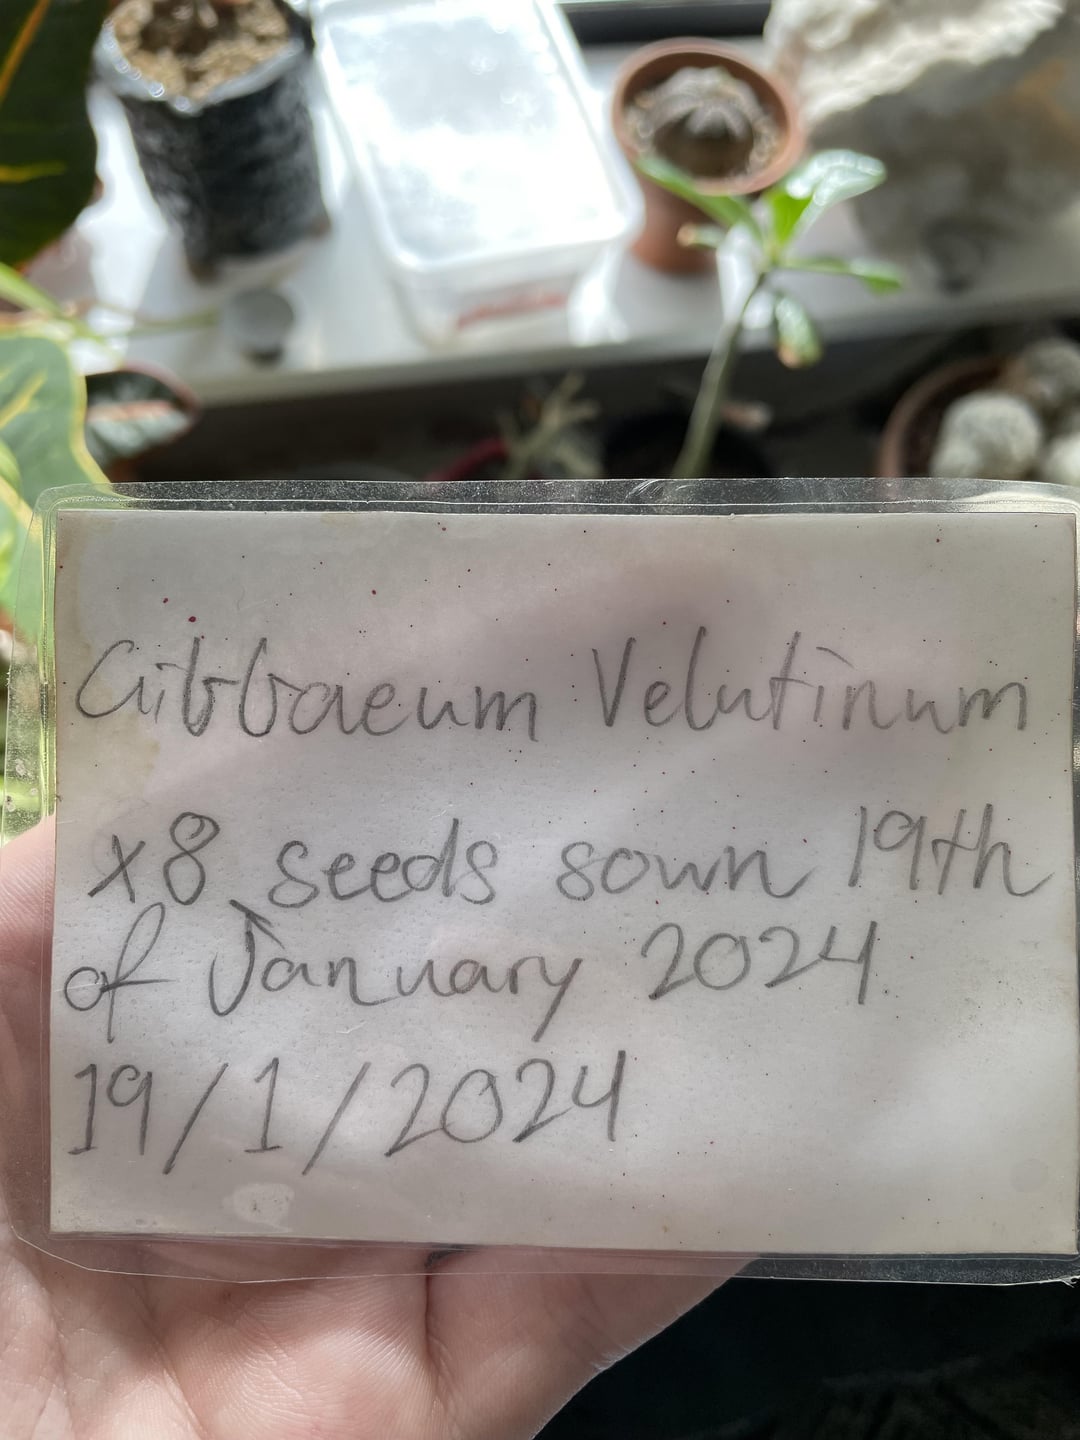 Gibbaeum Velutinum
x8 seeds sown 19th
of January 2024
19/1/2024